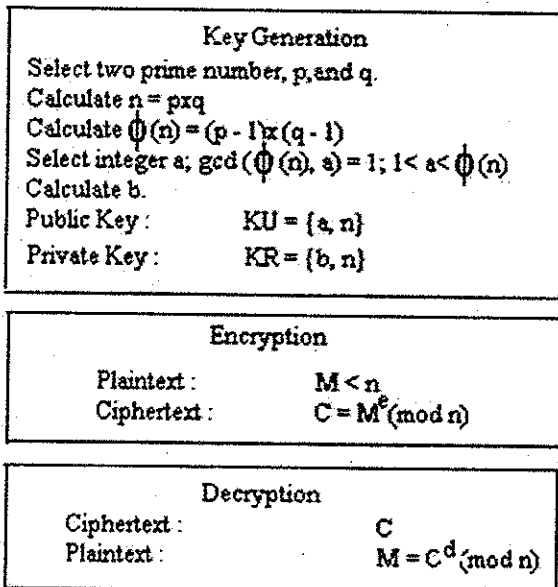 Key Generation
Select two prime number, p, and q.
Calculate n = pxq
Calculate ϕ(n) = (p - 1)x(q - 1)
Select integer a; gcd (ϕ(n), a) = 1; 1< a< ϕ(n)
Calculate b.
Public Key : KU = {a, n}
Private Key : KR = {b, n}
Encryption
Plaintext : M < n
Ciphertext : C = M^e (mod n)
Decryption
Ciphertext : C
Plaintext : M = C^d (mod n)